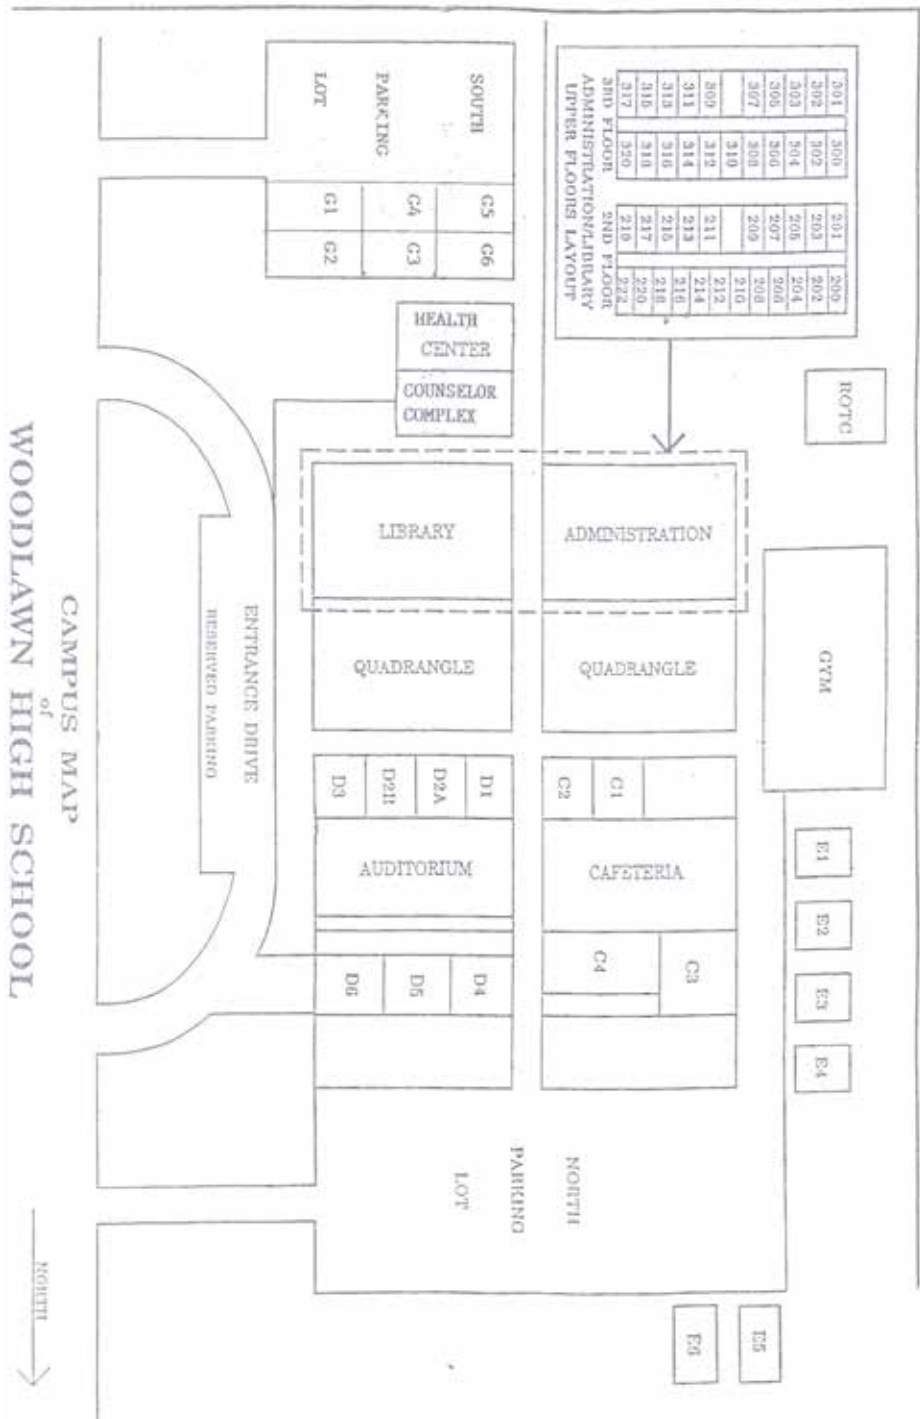 CAMPUS MAP
of
WOODLAWN HIGH SCHOOL
NORTH
SOUTH
PARKING
LOT
G5
G6
G4
G3
G1
G2
HEALTH
CENTER
COUNSELOR
COMPLEX
301
302
303
305
307
309
311
313
315
317
300
302
304
306
308
310
312
314
316
318
320
3RD FLOOR
201
203
205
207
209
211
213
215
217
219
200
202
204
206
208
210
212
214
216
218
220
222
2ND FLOOR
ADMINISTRATION/LIBRARY
UPPER FLOORS LAYOUT
ROTC
LIBRARY
ADMINISTRATION
QUADRANGLE
QUADRANGLE
GYM
ENTRANCE DRIVE
RESERVED PARKING
D1
D2A
D2B
D3
C1
C2
AUDITORIUM
CAFETERIA
D4
D5
D6
C3
C4
E1
E2
E3
E4
NORTH
PARKING
LOT
E5
E6